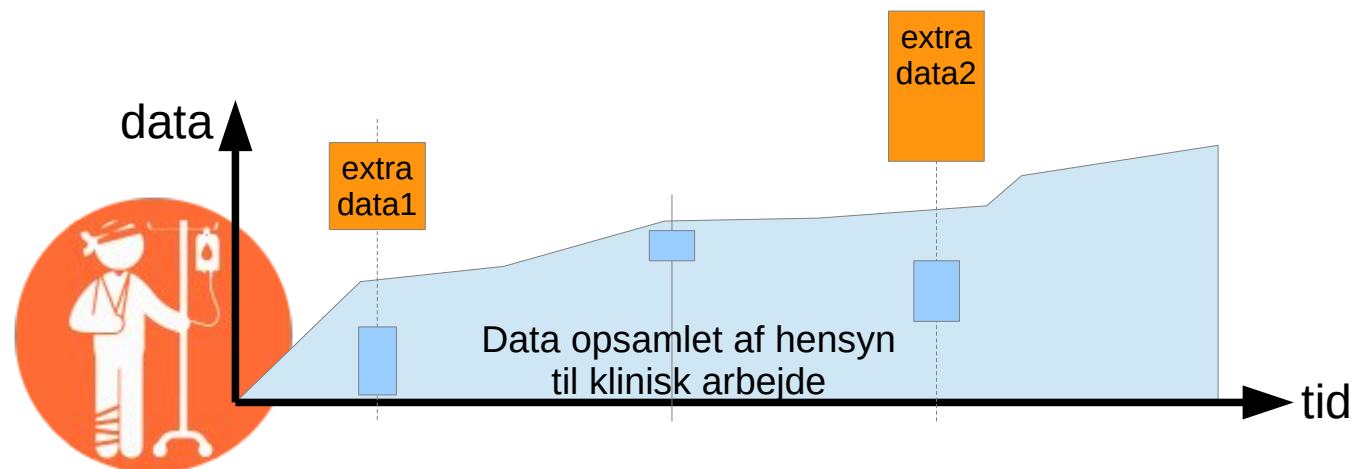 extra
data2
data
extra
data1
Data opsamlet af hensyn
til klinisk arbejde
tid